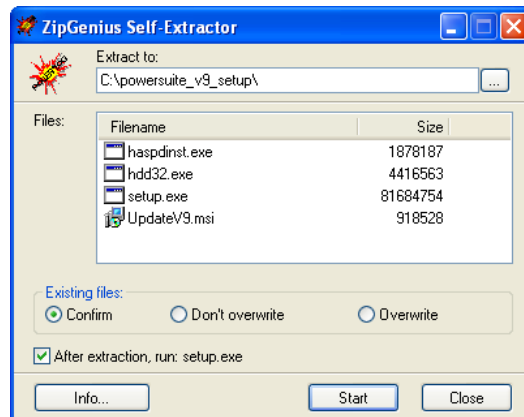 ZipGenius Self-Extractor
Extract to:
C:\powersuite_v9_setup\
...
Files:
Filename Size
haspdinst.exe 1878187
hdd32.exe 4416563
setup.exe 81684754
UpdateV9.msi 918528
Existing files:
Confirm Don't overwrite Overwrite
After extraction, run: setup.exe
Info... Start Close